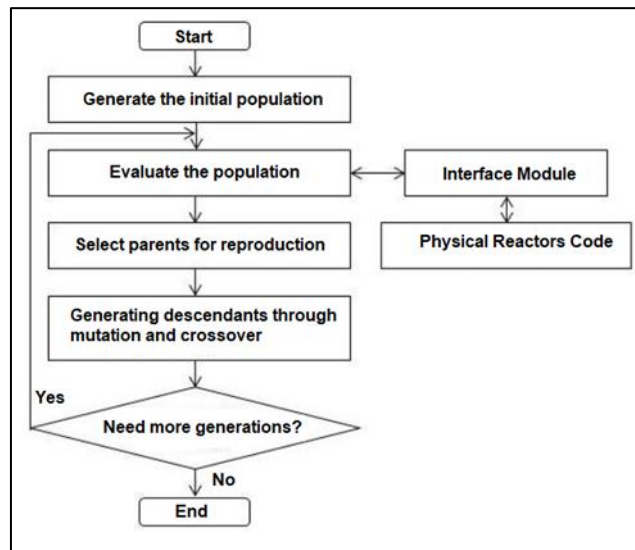 Start
Generate the initial population
Evaluate the population
Interface Module
Select parents for reproduction
Physical Reactors Code
Generating descendants through
mutation and crossover
Yes
Need more generations?
No
End